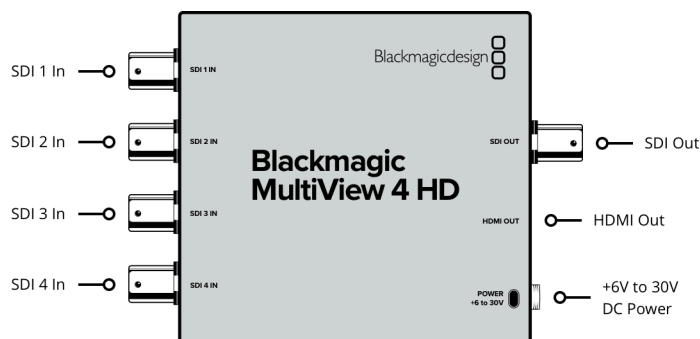 Blackmagicdesign
SDI 1 In
SDI 1 IN
SDI 2 In
SDI 2 IN
SDI OUT
SDI Out
Blackmagic
MultiView 4 HD
SDI 3 In
SDI 3 IN
HDMI OUT
HDMI Out
SDI 4 In
SDI 4 IN
POWER
+6 to 30V
+6V to 30V
DC Power